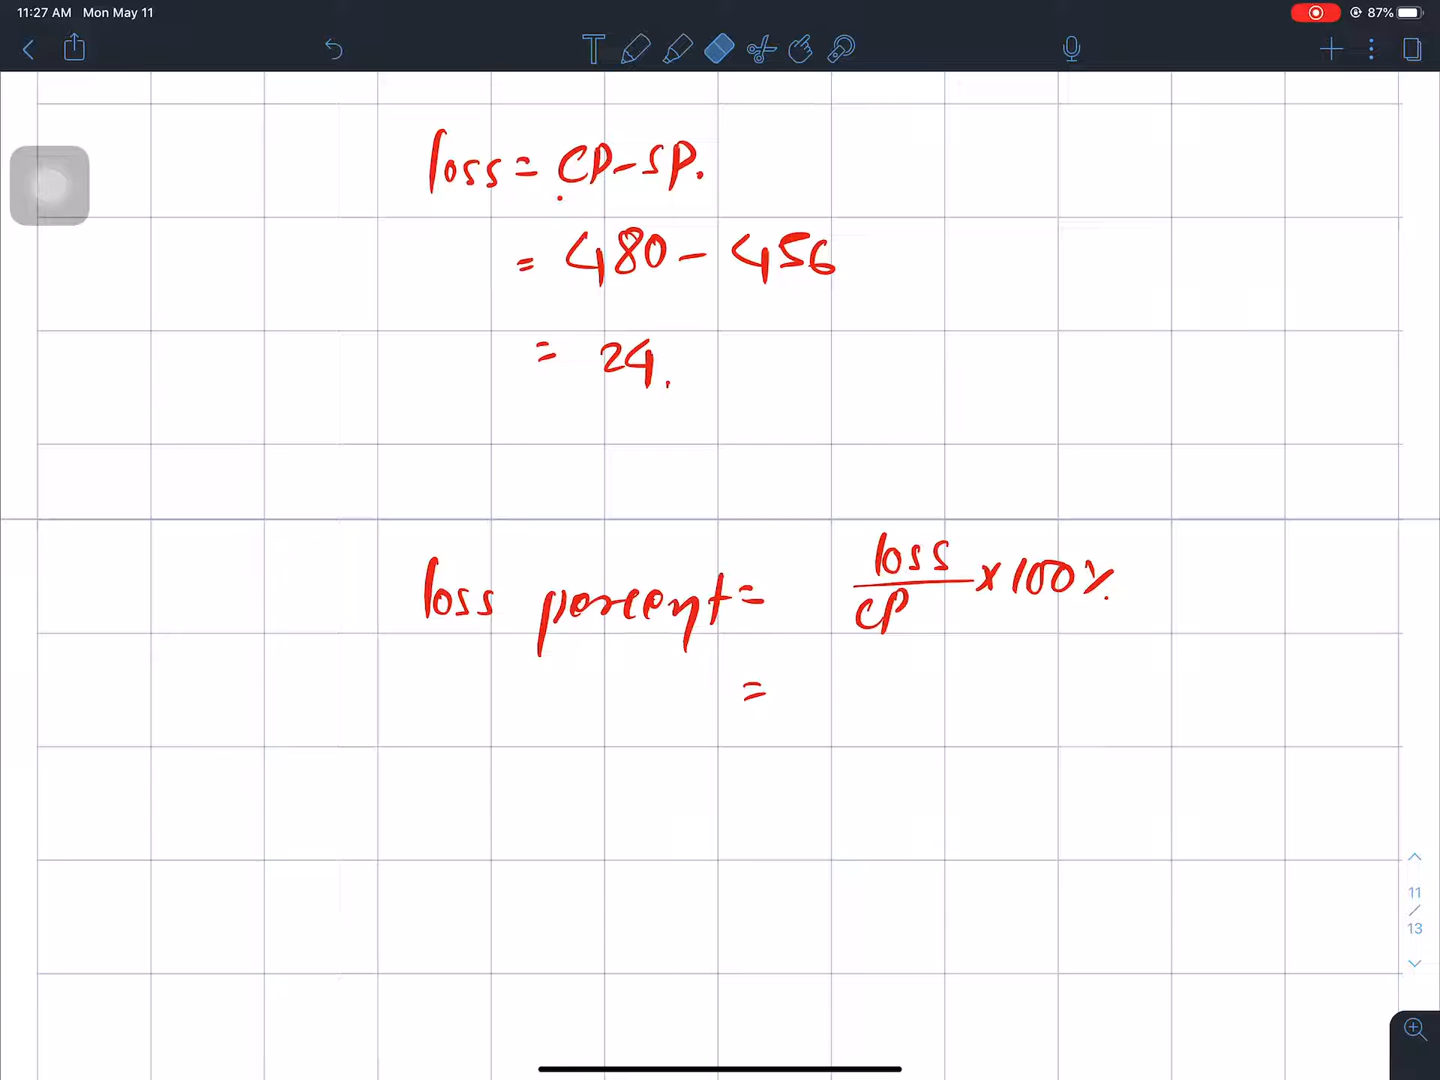 11:27 AM Mon May 11
87%
loss = CP - SP.
= 480 - 456
= 24.
loss percent = loss/CP × 100%
=
11
/
13